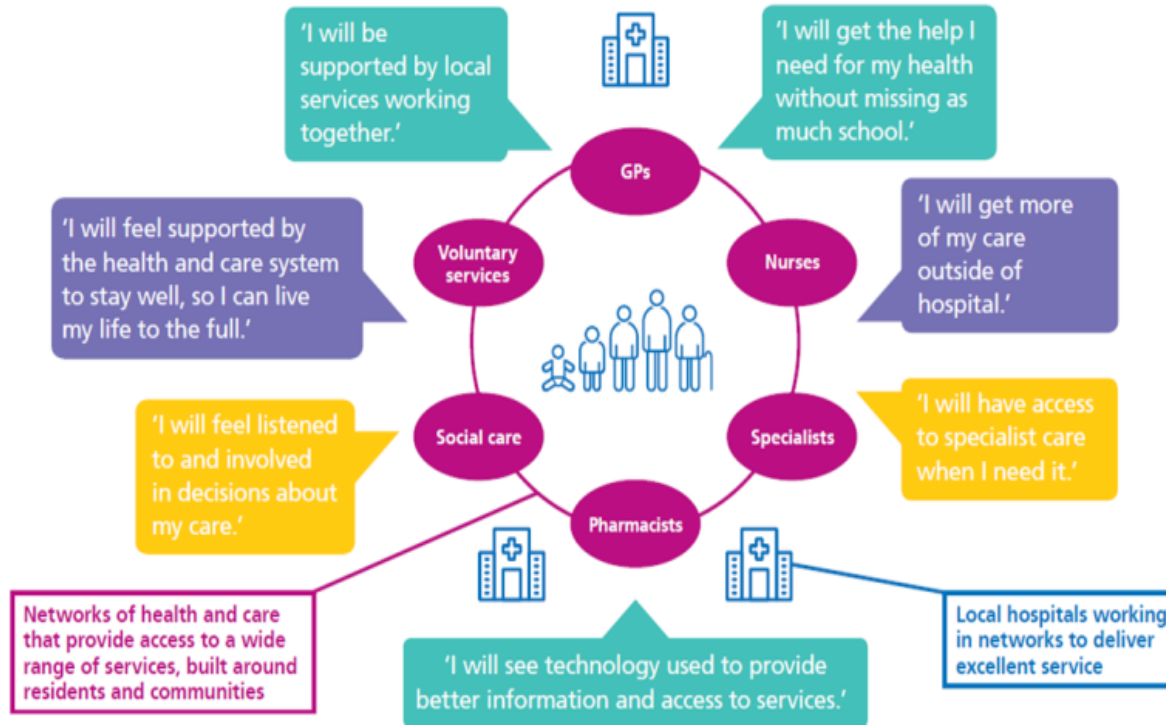 'I will be
supported by local
services working
together.'
'I will get the help I
need for my health
without missing as
much school.'
GPs
'I will feel supported by
the health and care system
to stay well, so I can live
my life to the full.'
Voluntary
services
Nurses
'I will get more
of my care
outside of
hospital.'
'I will feel listened
to and involved
in decisions about
my care.'
Social care
Specialists
'I will have access
to specialist care
when I need it.'
Pharmacists
Networks of health and care
that provide access to a wide
range of services, built around
residents and communities
'I will see technology used to provide
better information and access to services.'
Local hospitals working
in networks to deliver
excellent service